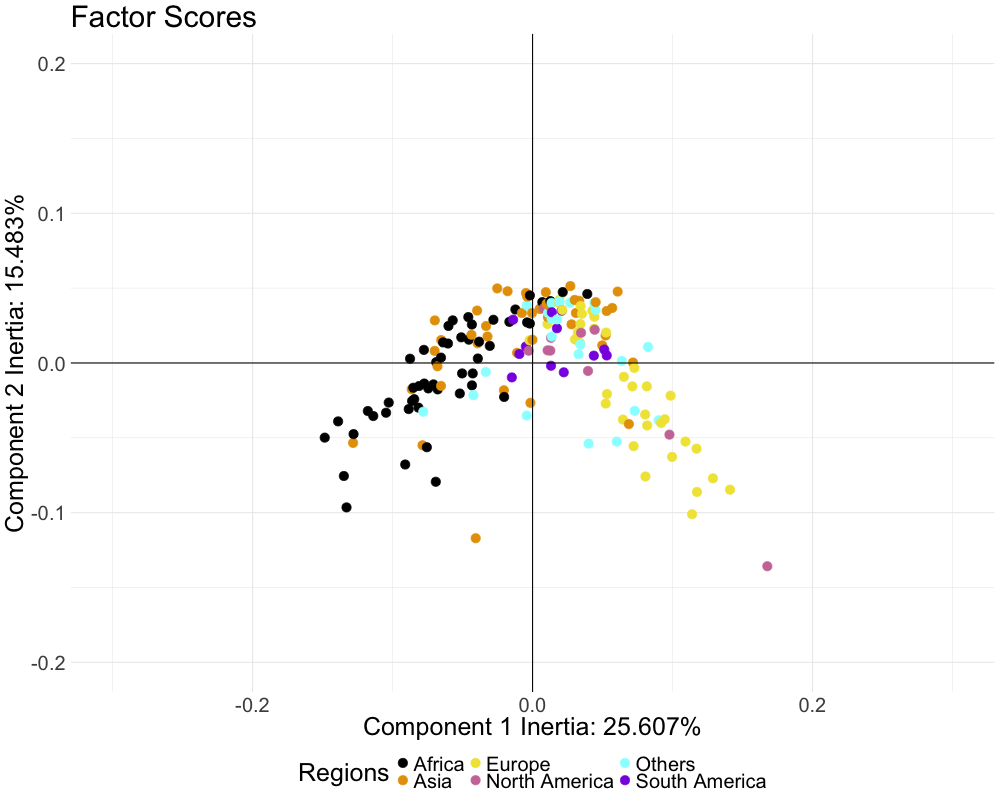 Factor Scores
Component 2 Inertia: 15.483%
0.2
0.1
0.0
-0.1
-0.2
-0.2 0.0 0.2
Component 1 Inertia: 25.607%
Regions
Africa Europe Others
Asia North America South America